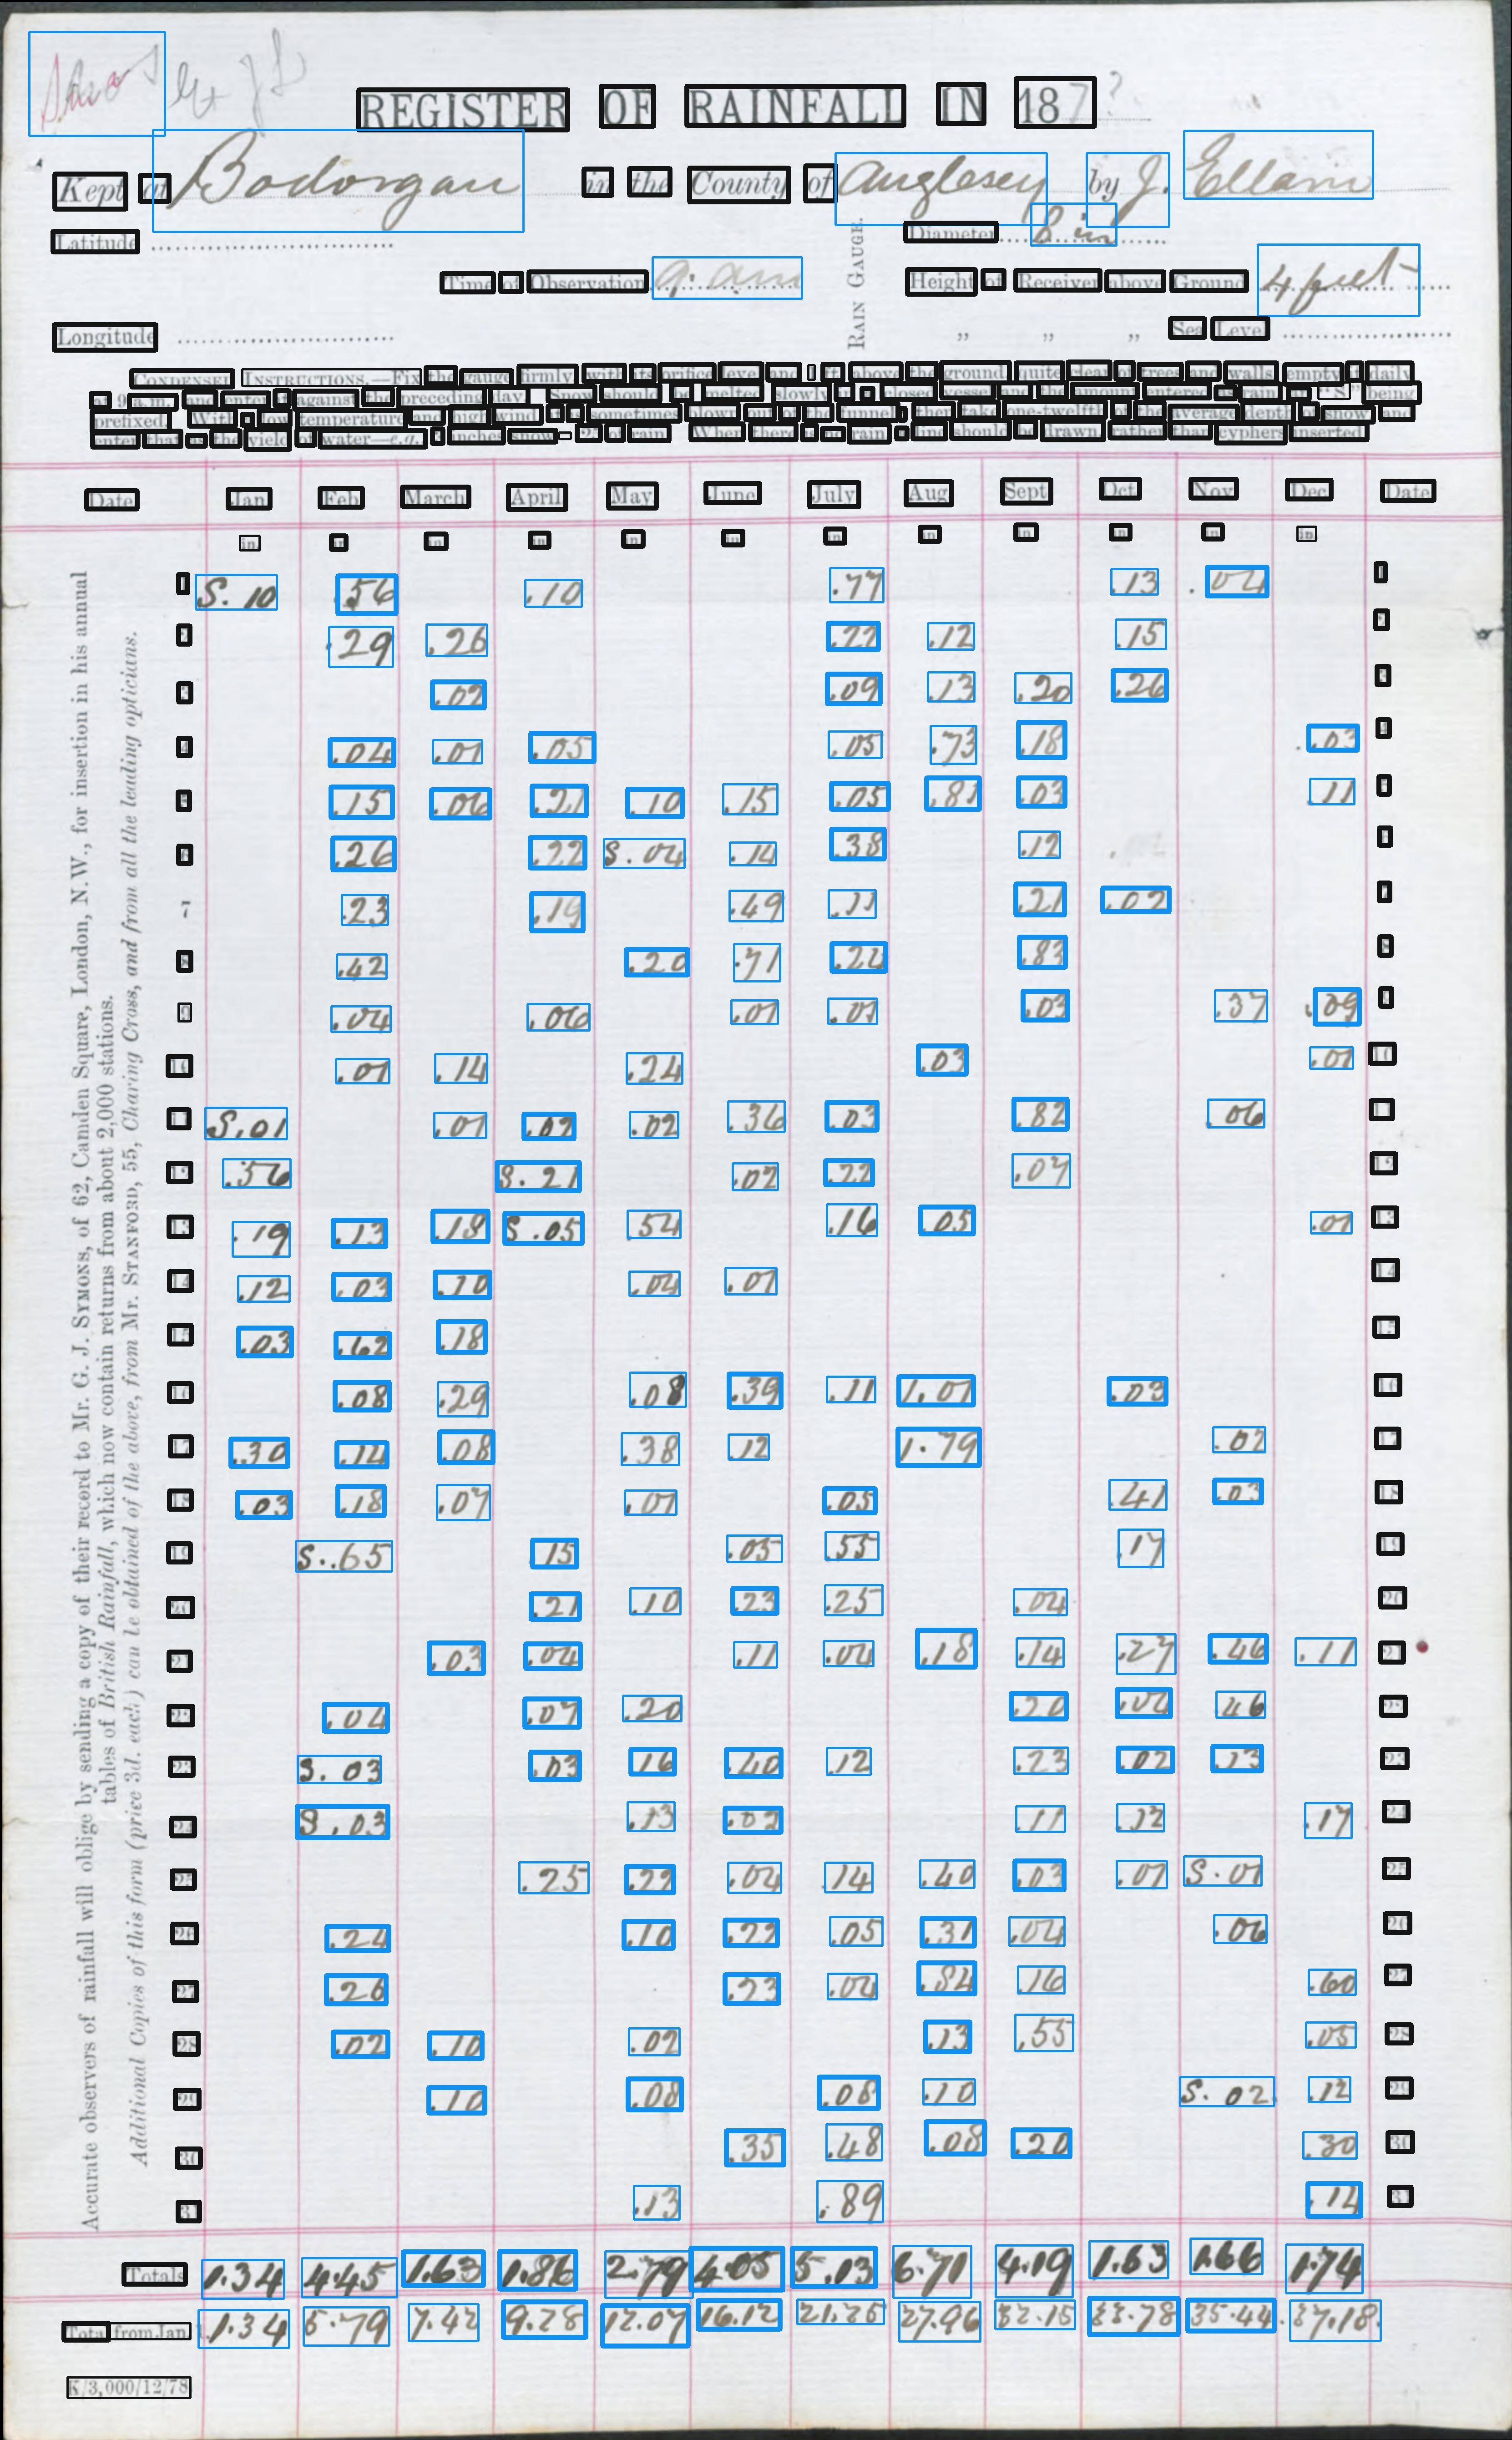 REGISTER OF RAINFALL IN 187?
Kept at Bodorgan in the County of Anglesey by J. Ellam
Latitude RAIN GAUGE. Diameter 8 in
Time of Observation 9. am Height of Receiver above Ground 4 feet
Longitude " " " Sea Level
CONDENSED INSTRUCTIONS.—Fix the gauge firmly with its orifice level and 1 ft. above the ground quite clear of trees and walls, empty it daily
at 9 a.m., and enter it against the preceding day. Snow should be melted slowly in a closed vessel and the amount entered with an "S" being
prefixed. With low temperature and high wind it is sometimes blown out of the funnel; then take one-twelfth of the average depth of snow and
enter that as the yield of water—e.g. 3 inches snow = .25 of rain. When there is no rain, a line should be drawn rather than cyphers inserted.
Date Jan. Feb. March April May June July Aug. Sept. Oct. Nov. Dec. Date
in. in. in. in. in. in. in. in. in. in. in. in.
1 S. 10 .56 .10 .77 .13 .04 1
2 .29 .26 .22 .12 .15 2
3 .02 .09 .13 .20 .26 3
4 .04 .01 .05 .05 .73 .18 .03 4
5 .15 .06 .21 .10 .15 .05 .81 .03 .11 5
6 .26 .22 S. 04 .14 .38 .12 6
7 .23 .19 .49 .11 .21 .02 7
8 .42 .20 .71 .24 .83 8
9 .04 .06 .01 .01 .03 .37 .09 9
10 .01 .14 .24 .03 .01 10
11 S.01 .01 .02 .02 .36 .03 .82 .06 11
12 .56 S. 21 .02 .22 .07 12
13 .19 .13 .18 S .05 .54 .16 .05 .01 13
14 .12 .03 .10 .04 .01 14
15 .03 .62 .18 15
16 .08 .29 .08 .39 .11 1.01 .03 16
17 .30 .14 .08 .38 .12 1.79 .02 17
18 .03 .18 .07 .01 .05 .41 .03 18
19 S. .65 .15 .05 .55 .17 19
20 .21 .10 .23 .25 .04 20
21 .03 .04 .11 .04 .18 .14 .27 .46 .11 21
22 .04 .07 .20 .20 .04 .46 22
23 S. 03 .03 .16 .40 .12 .23 .02 .13 23
24 S. 03 .13 .02 .11 .12 .17 24
25 .25 .22 .04 .14 .40 .03 .01 S. 01 25
26 .24 .10 .22 .05 .31 .04 .06 26
27 .26 .23 .04 .84 .16 .60 27
28 .02 .10 .02 .13 .55 .05 28
29 .10 .08 .08 .10 S. 02 .12 29
30 .35 .48 .08 .20 .30 30
31 .13 .89 .14 31
Totals 1.34 4.45 1.63 1.86 2.79 4.05 5.13 6.71 4.19 1.63 1.66 1.74
Total from Jan. 1. 1.34 5.79 7.42 9.28 12.07 16.12 21.25 27.96 32.15 33.78 35.44 37.18
K/3,000/12/78
Accurate observers of rainfall will oblige by sending a copy of their record to Mr. G. J. SYMONS, of 62, Camden Square, London, N.W., for insertion in his annual
tables of British Rainfall, which now contain returns from about 2,000 stations.
Additional Copies of this form (price 3d. each) can be obtained of the above, from Mr. STANFORD, 55, Charing Cross, and from all the leading opticians.